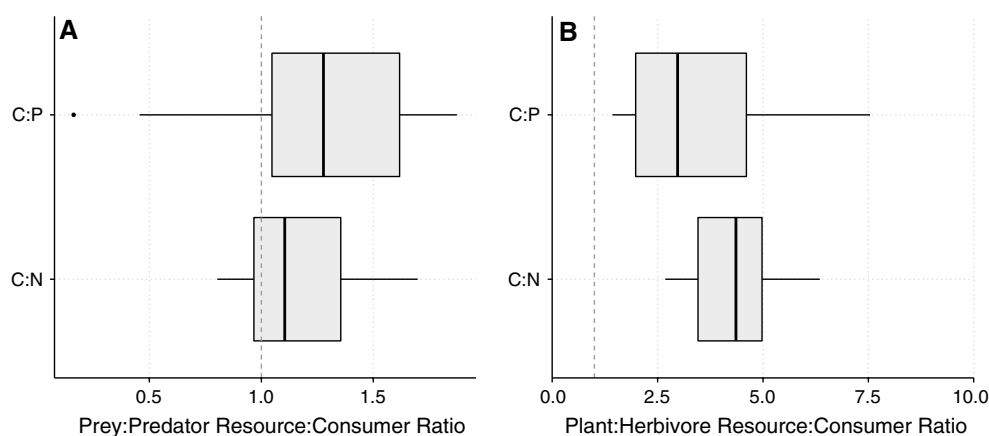 A
C:P
C:N
0.5 1.0 1.5
Prey:Predator Resource:Consumer Ratio
B
C:P
C:N
0.0 2.5 5.0 7.5 10.0
Plant:Herbivore Resource:Consumer Ratio